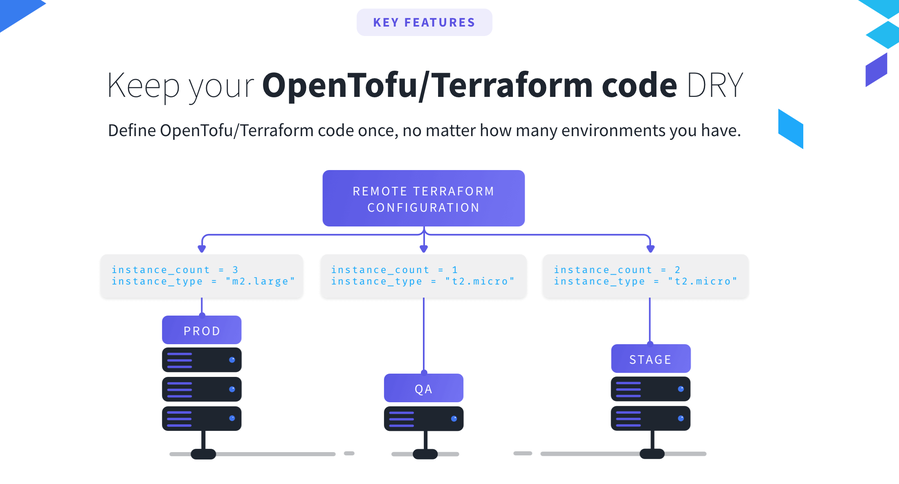 KEY FEATURES
Keep your OpenTofu/Terraform code DRY
Define OpenTofu/Terraform code once, no matter how many environments you have.
REMOTE TERRAFORM
CONFIGURATION
instance_count = 3
instance_type = "m2.large"
instance_count = 1
instance_type = "t2.micro"
instance_count = 2
instance_type = "t2.micro"
PROD
STAGE
QA